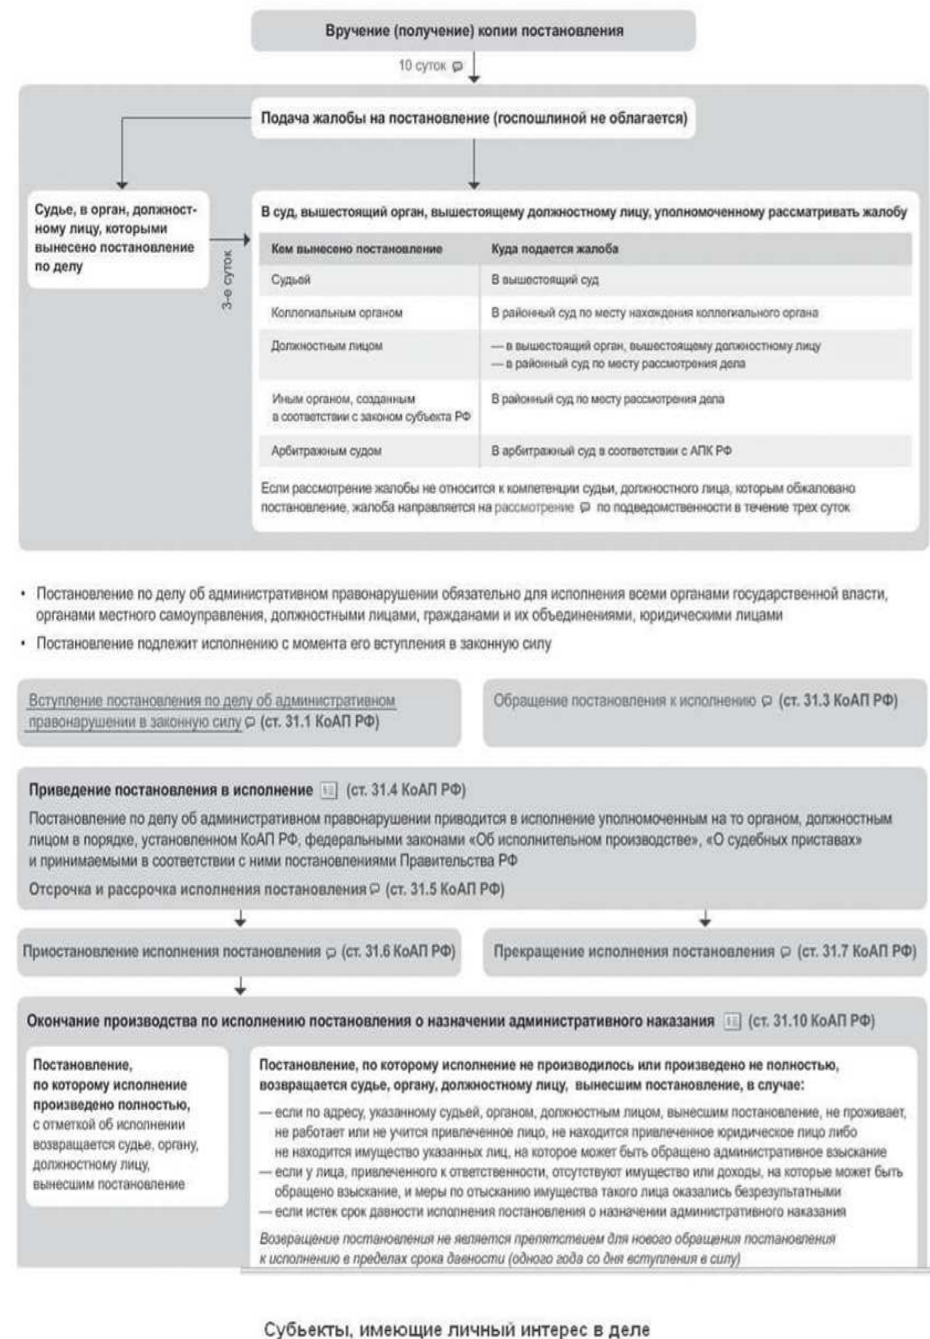 Вручение (получение) копии постановления
10 суток
Подача жалобы на постановление (госпошлиной не облагается)
Судье, в орган, должност-
ному лицу, которыми
вынесено постановление
по делу
3-е суток
В суд, вышестоящий орган, вышестоящему должностному лицу, уполномоченному рассматривать жалобу
Кем вынесено постановление Куда подается жалоба
Судьей В вышестоящий суд
Коллегиальным органом В районный суд по месту нахождения коллегиального органа
Должностным лицом — в вышестоящий орган, вышестоящему должностному лицу
— в районный суд по месту рассмотрения дела
Иным органом, созданным В районный суд по месту рассмотрения дела
в соответствии с законом субъекта РФ
Арбитражным судом В арбитражный суд в соответствии с АПК РФ
Если рассмотрение жалобы не относится к компетенции судьи, должностного лица, которым обжаловано
постановление, жалоба направляется на рассмотрение по подведомственности в течение трех суток
• Постановление по делу об административном правонарушении обязательно для исполнения всеми органами государственной власти,
органами местного самоуправления, должностными лицами, гражданами и их объединениями, юридическими лицами
• Постановление подлежит исполнению с момента его вступления в законную силу
Вступление постановления по делу об административном
правонарушении в законную силу (ст. 31.1 КоАП РФ)
Обращение постановления к исполнению (ст. 31.3 КоАП РФ)
Приведение постановления в исполнение (ст. 31.4 КоАП РФ)
Постановление по делу об административном правонарушении приводится в исполнение уполномоченным на то органом, должностным
лицом в порядке, установленном КоАП РФ, федеральными законами «Об исполнительном производстве», «О судебных приставах»
и принимаемыми в соответствии с ними постановлениями Правительства РФ
Отсрочка и рассрочка исполнения постановления (ст. 31.5 КоАП РФ)
Приостановление исполнения постановления (ст. 31.6 КоАП РФ)
Прекращение исполнения постановления (ст. 31.7 КоАП РФ)
Окончание производства по исполнению постановления о назначении административного наказания (ст. 31.10 КоАП РФ)
Постановление,
по которому исполнение
произведено полностью,
с отметкой об исполнении
возвращается судье, органу,
должностному лицу,
вынесшим постановление
Постановление, по которому исполнение не производилось или произведено не полностью,
возвращается судье, органу, должностному лицу, вынесшим постановление, в случае:
— если по адресу, указанному судьей, органом, должностным лицом, вынесшим постановление, не проживает,
не работает или не учится привлеченное лицо, не находится привлеченное юридическое лицо либо
не находится имущество указанных лиц, на которое может быть обращено административное взыскание
— если у лица, привлеченного к ответственности, отсутствуют имущество или доходы, на которые может быть
обращено взыскание, и меры по отысканию имущества такого лица оказались безрезультатными
— если истек срок давности исполнения постановления о назначении административного наказания
Возвращение постановления не является препятствием для нового обращения постановления
к исполнению в пределах срока давности (одного года со дня вступления в силу)
Субъекты, имеющие личный интерес в деле